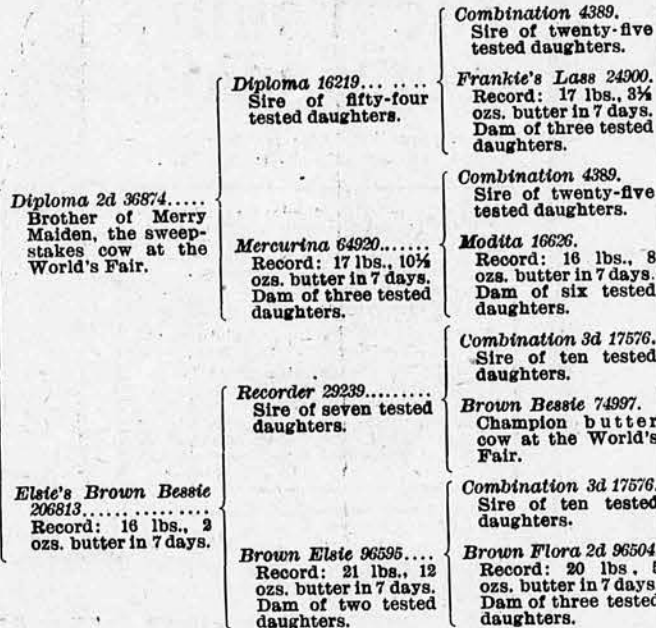 Combination 4389.
Sire of twenty-five
tested daughters.
Diploma 16219... .. ..
Sire of fifty-four
tested daughters.
Frankie's Lass 24900.
Record: 17 lbs., 3½
ozs. butter in 7 days.
Dam of three tested
daughters.
Diploma 2d 36874.....
Brother of Merry
Maiden, the sweep-
stakes cow at the
World's Fair.
Combination 4389.
Sire of twenty-five
tested daughters.
Mercurina 64920.......
Record: 17 lbs., 10½
ozs. butter in 7 days.
Dam of three tested
daughters.
Modita 16626.
Record: 16 lbs., 8
ozs. butter in 7 days.
Dam of six tested
daughters.
Combination 3d 17576.
Sire of ten tested
daughters.
Recorder 29239.........
Sire of seven tested
daughters.
Brown Bessie 74997.
Champion butter
cow at the World's
Fair.
Elsie's Brown Bessie
206813.................
Record: 16 lbs., 2
ozs. butter in 7 days.
Combination 3d 17576.
Sire of ten tested
daughters.
Brown Elsie 96595....
Record: 21 lbs., 12
ozs. butter in 7 days.
Dam of two tested
daughters.
Brown Flora 2d 96504
Record: 20 lbs. 5
ozs. butter in 7 days
Dam of three tested
daughters.